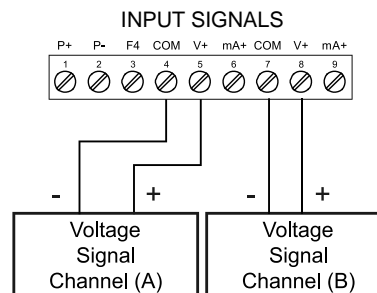 INPUT SIGNALS
P+ P- F4 COM V+ mA+ COM V+ mA+
1 2 3 4 5 6 7 8 9
- + - +
Voltage Voltage
Signal Signal
Channel (A) Channel (B)